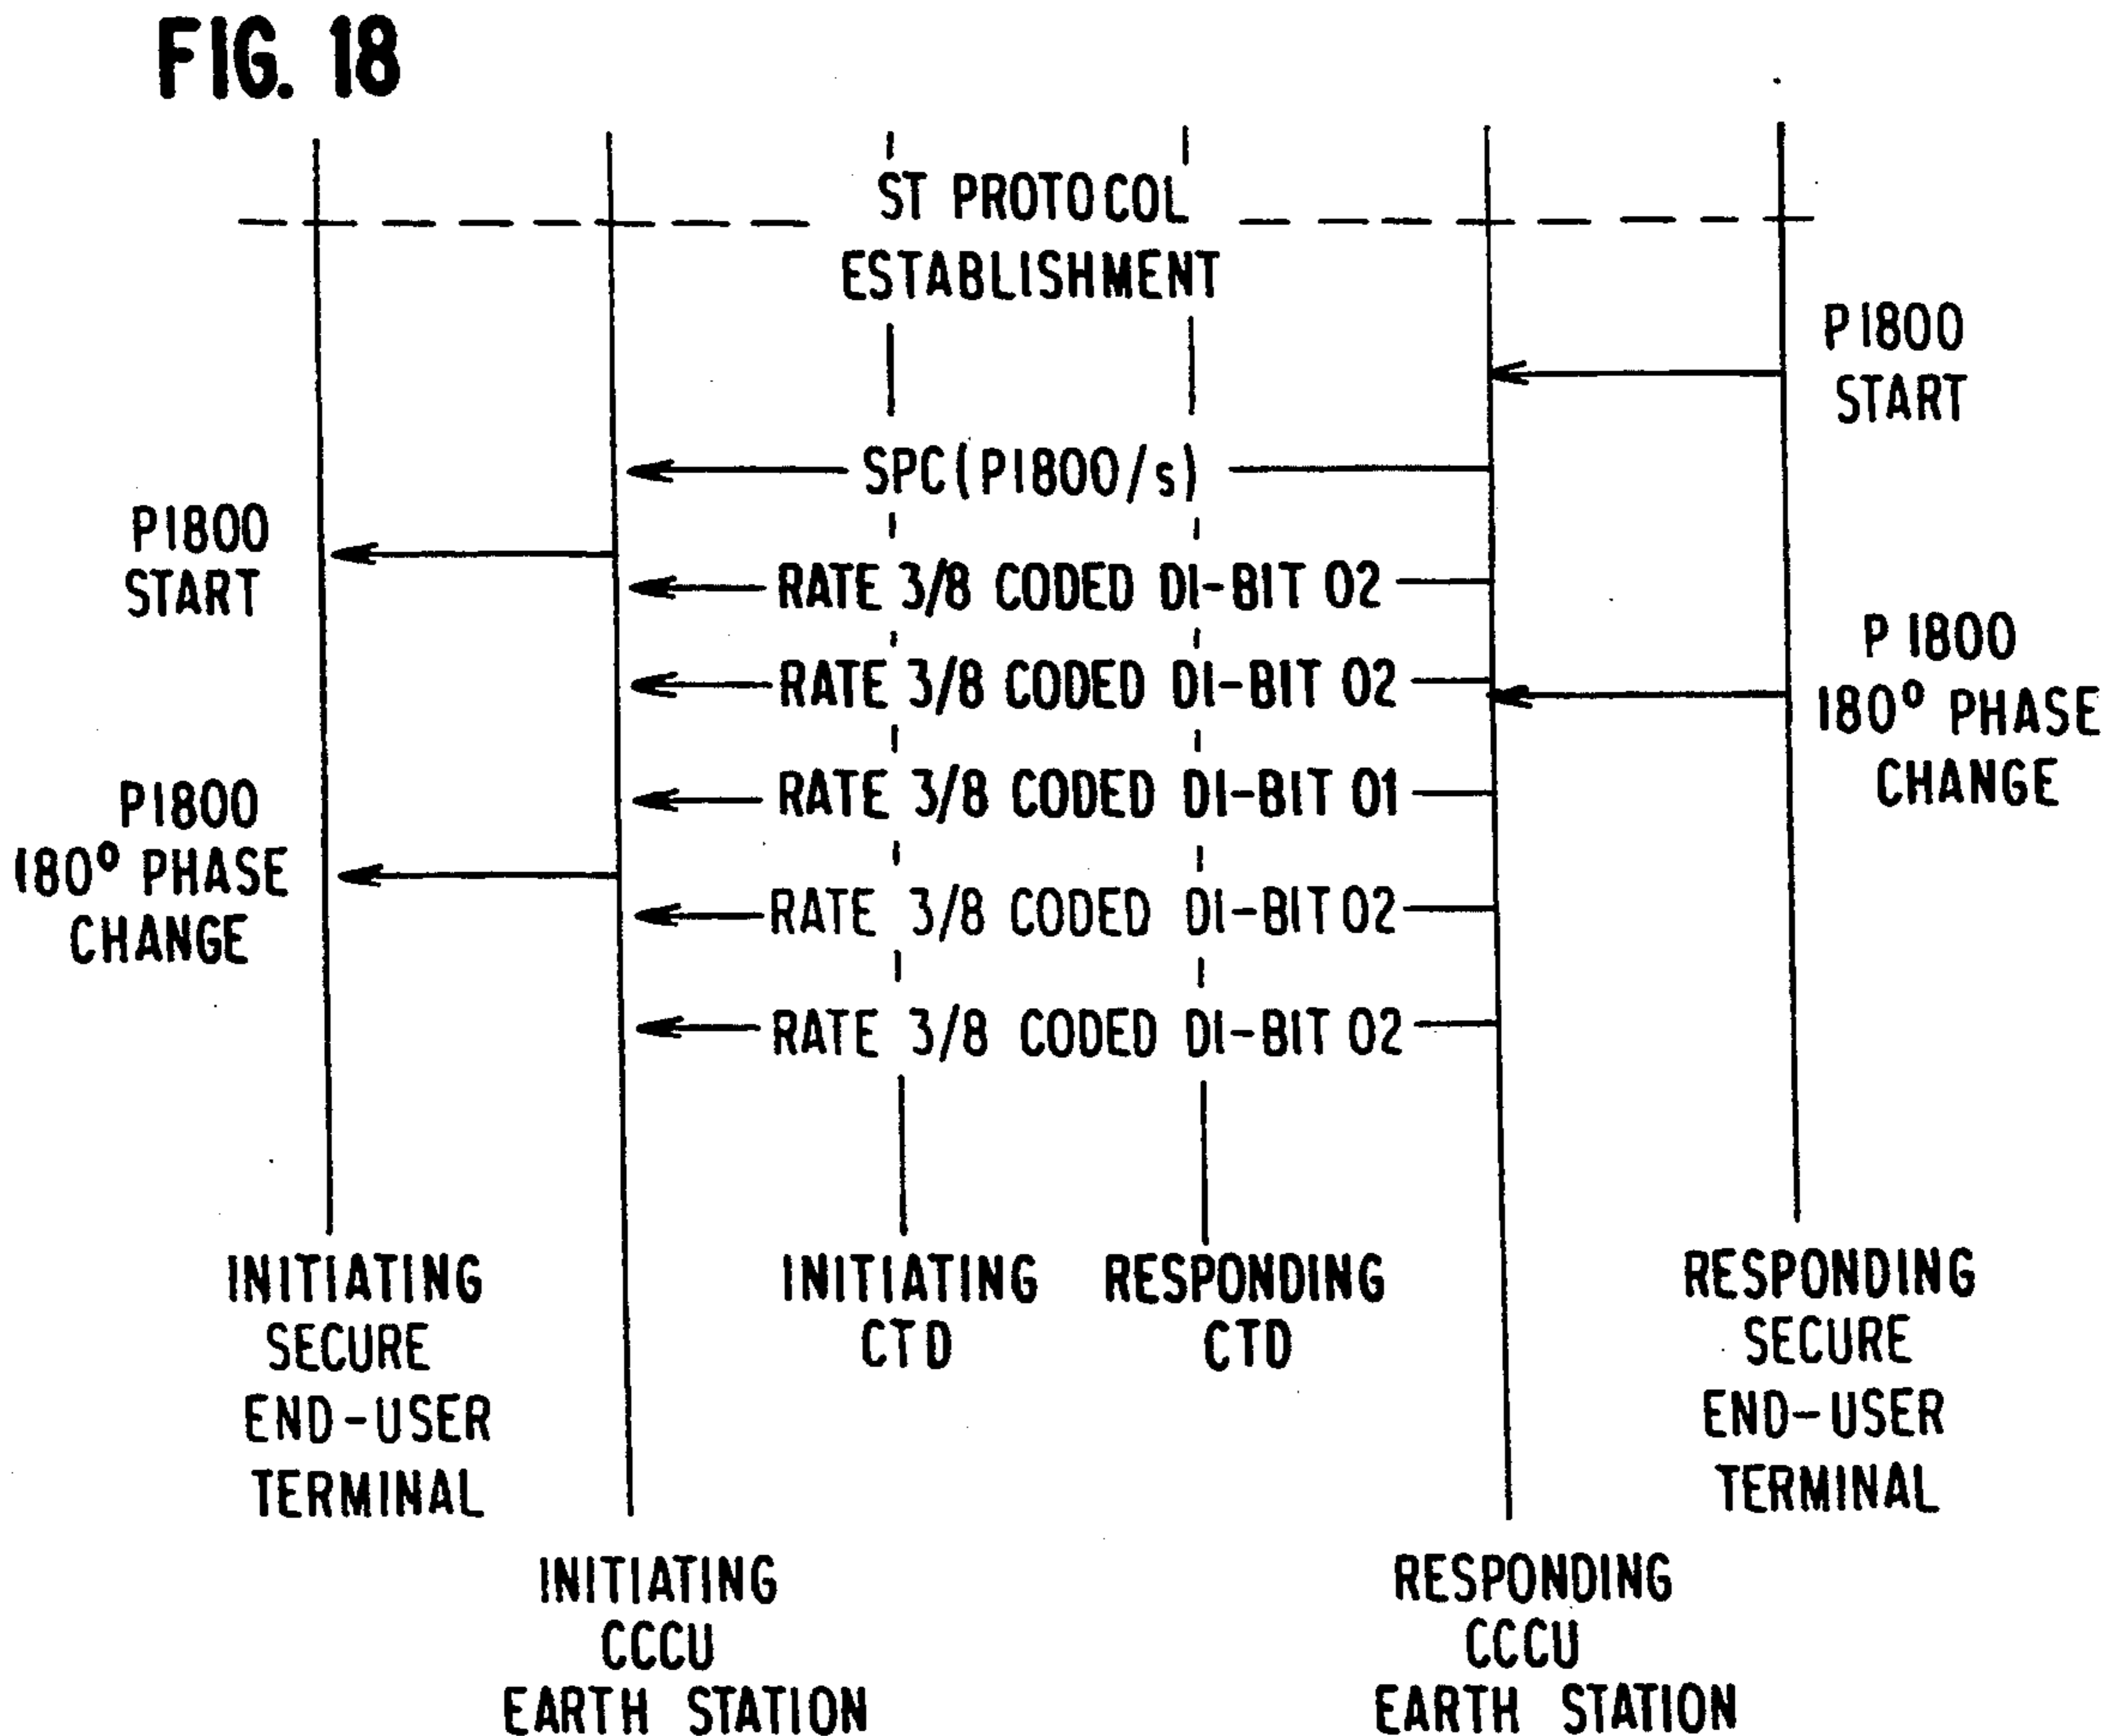 FIG. 18
ST PROTOCOL
ESTABLISHMENT
P1800
START
SPC(P1800/s)
P1800
START
RATE 3/8 CODED DI-BIT 02
RATE 3/8 CODED DI-BIT 02
P 1800
180° PHASE
CHANGE
RATE 3/8 CODED DI-BIT 01
P1800
180° PHASE
CHANGE
RATE 3/8 CODED DI-BIT 02
RATE 3/8 CODED DI-BIT 02
INITIATING
SECURE
END-USER
TERMINAL
INITIATING
CTD
RESPONDING
CTD
RESPONDING
SECURE
END-USER
TERMINAL
INITIATING
CCCU
EARTH STATION
RESPONDING
CCCU
EARTH STATION